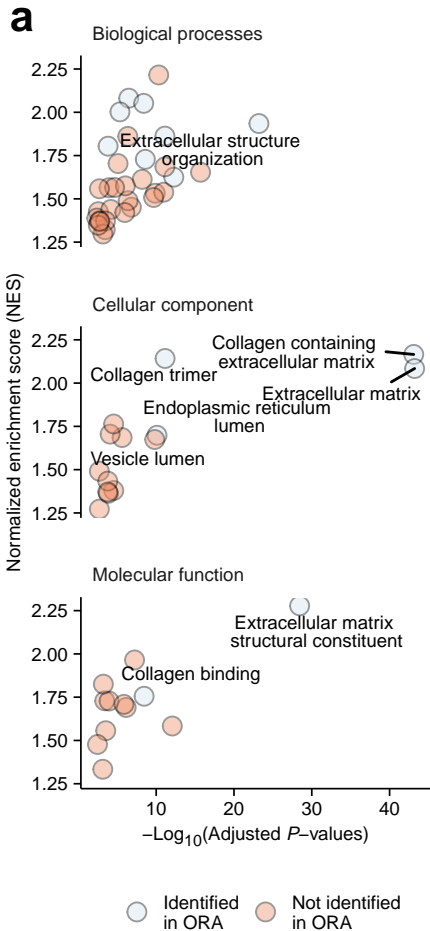 a
Biological processes
2.25
2.00
Extracellular structure
organization
1.75
1.50
1.25
Normalized enrichment score (NES)
Cellular component
2.25
Collagen containing
extracellular matrix
2.00
Collagen trimer
Extracellular matrix
Endoplasmic reticulum
lumen
1.75
Vesicle lumen
1.50
1.25
Molecular function
2.25
Extracellular matrix
structural constituent
2.00
Collagen binding
1.75
1.50
1.25
10 20 30 40
−Log10(Adjusted P−values)
Identified
in ORA
Not identified
in ORA